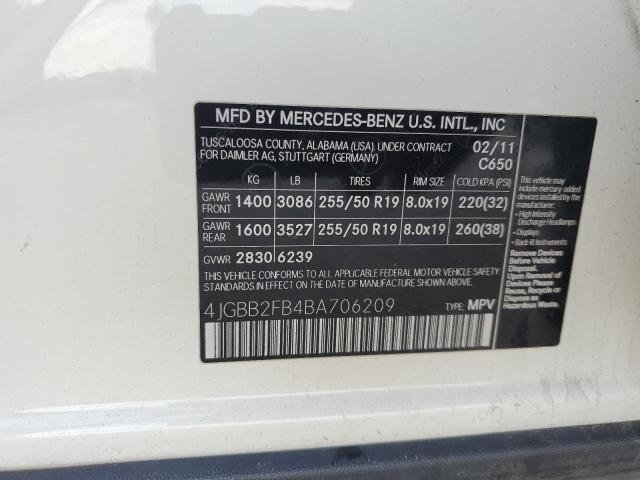 MFD BY MERCEDES-BENZ U.S. INTL., INC
TUSCALOOSA COUNTY, ALABAMA (USA). UNDER CONTRACT
FOR DAIMLER AG, STUTTGART (GERMANY)
02/11
C650
KG LB TIRES RIM SIZE COLD KPA (PSI)
GAWR FRONT 1400 3086 255/50 R19 8.0x19 220(32)
GAWR REAR 1600 3527 255/50 R19 8.0x19 260(38)
GVWR 2830 6239
THIS VEHICLE CONFORMS TO ALL APPLICABLE FEDERAL MOTOR VEHICLE SAFETY
STANDARDS IN EFFECT ON THE DATE OF MANUFACTURE SHOWN ABOVE.
4JGBB2FB4BA706209
TYPE: MPV
This vehicle may
include mercury-added
devices installed by the
manufacturer:
- High Intensity
Discharge Headlamps
- Displays
- Back-lit Instruments
Remove Devices
Before Vehicle
Disposal. Please
Reuse, Recycle
or Dispose as
Hazardous Waste.